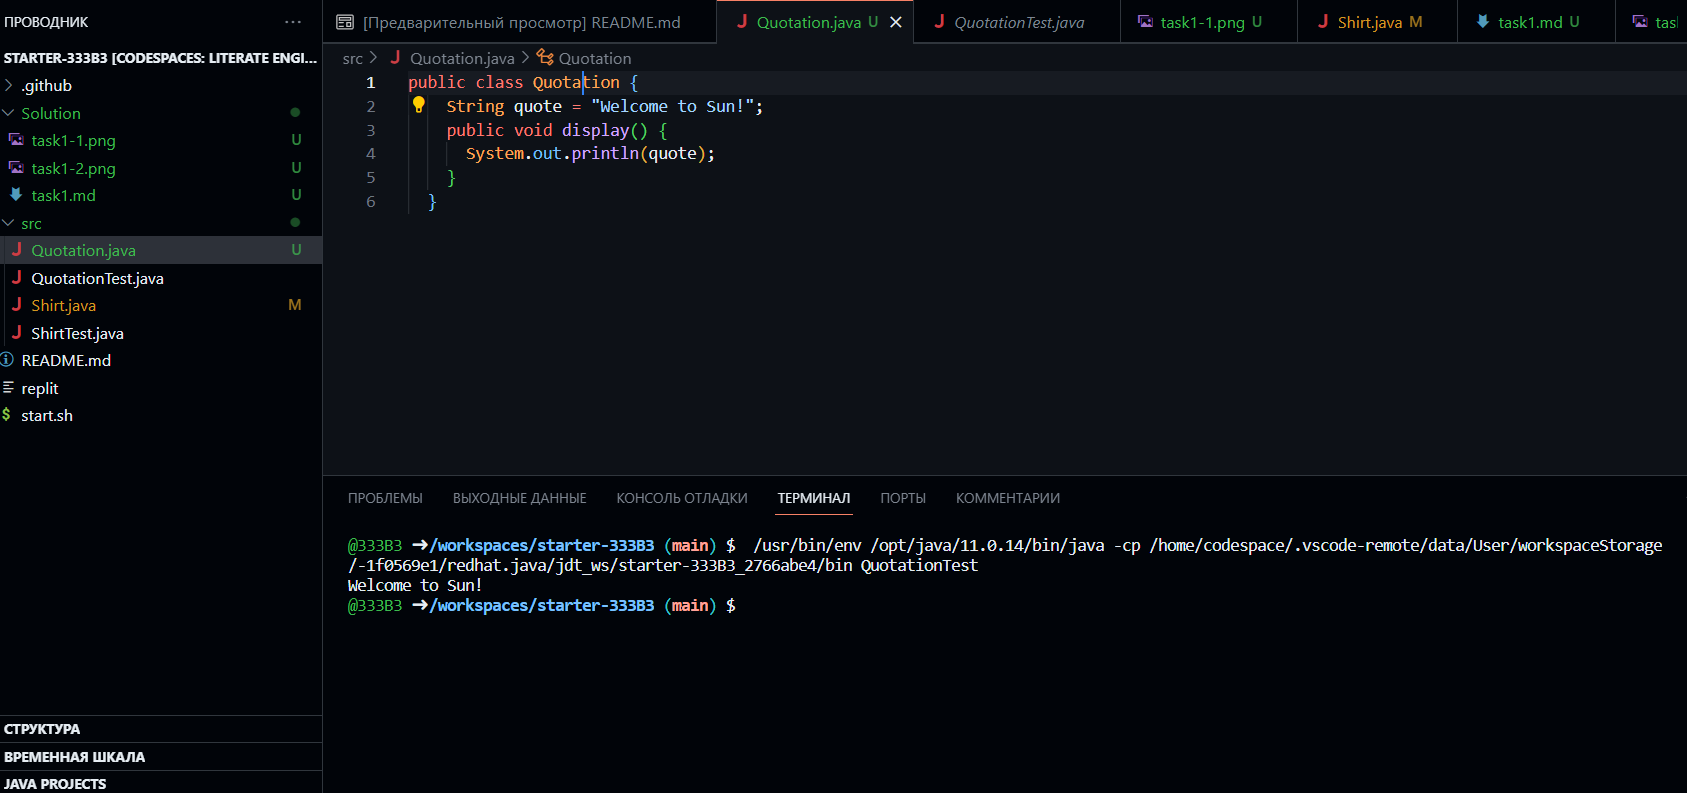 ПРОВОДНИК ...
STARTER-333B3 [CODESPACES: LITERATE ENGI...
.github
Solution
task1-1.png U
task1-2.png U
task1.md U
src
Quotation.java U
QuotationTest.java
Shirt.java M
ShirtTest.java
README.md
replit
$ start.sh
СТРУКТУРА
ВРЕМЕННАЯ ШКАЛА
JAVA PROJECTS
[Предварительный просмотр] README.md
Quotation.java U
QuotationTest.java
task1-1.png U
Shirt.java M
task1.md U
tas
src > Quotation.java > Quotation
1 public class Quotation {
2 String quote = "Welcome to Sun!";
3 public void display() {
4 System.out.println(quote);
5 }
6 }
ПРОБЛЕМЫ ВЫХОДНЫЕ ДАННЫЕ КОНСОЛЬ ОТЛАДКИ ТЕРМИНАЛ ПОРТЫ КОММЕНТАРИИ
@333B3 ➜/workspaces/starter-333B3 (main) $ /usr/bin/env /opt/java/11.0.14/bin/java -cp /home/codespace/.vscode-remote/data/User/workspaceStorage
/-1f0569e1/redhat.java/jdt_ws/starter-333B3_2766abe4/bin QuotationTest
Welcome to Sun!
@333B3 ➜/workspaces/starter-333B3 (main) $